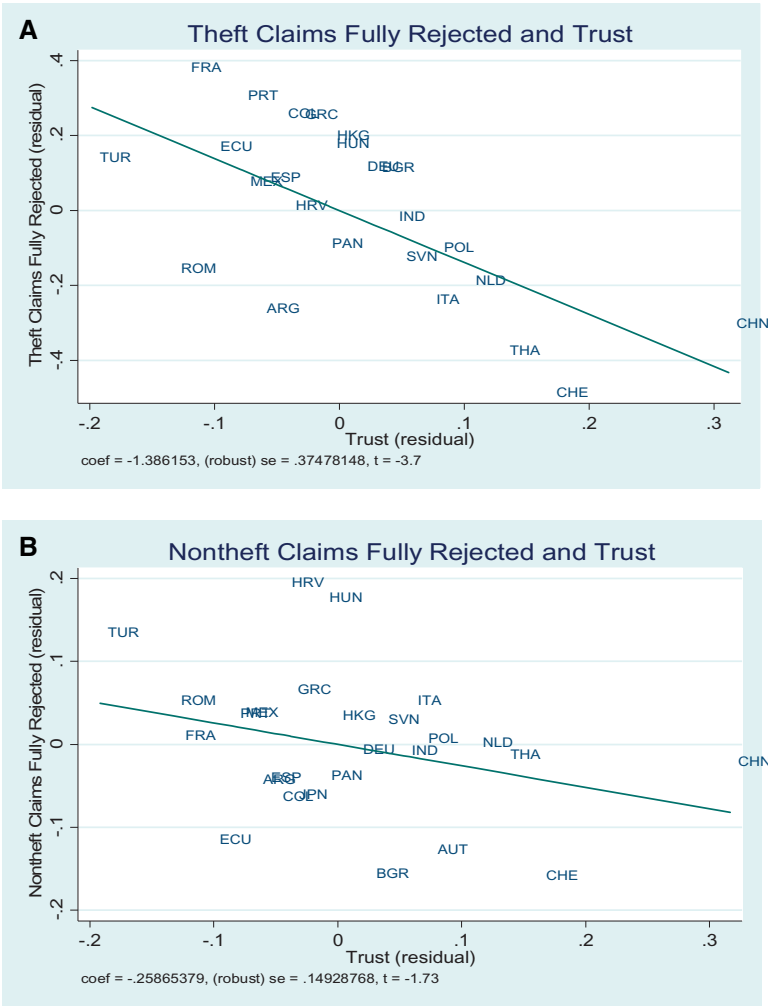 A
Theft Claims Fully Rejected and Trust
Theft Claims Fully Rejected (residual)
.4
.2
0
-.2
-.4
FRA
PRT
COL
GRC
HKG
HUN
ECU
TUR
DEU
BGR
ESP
MEX
HRV
IND
PAN
POL
SVN
ROM
NLD
ITA
ARG
CHN
THA
CHE
-.2
-.1
0
.1
.2
.3
Trust (residual)
coef = -1.386153, (robust) se = .37478148, t = -3.7
B
Nontheft Claims Fully Rejected and Trust
Nontheft Claims Fully Rejected (residual)
.2
.1
0
-.1
-.2
HRV
HUN
TUR
GRC
ROM
ITA
PRT
MEX
HKG
SVN
FRA
POL
NLD
DEU
IND
THA
CHN
ARG
ESP
PAN
COL
JPN
ECU
AUT
BGR
CHE
-.2
-.1
0
.1
.2
.3
Trust (residual)
coef = -.25865379, (robust) se = .14928768, t = -1.73